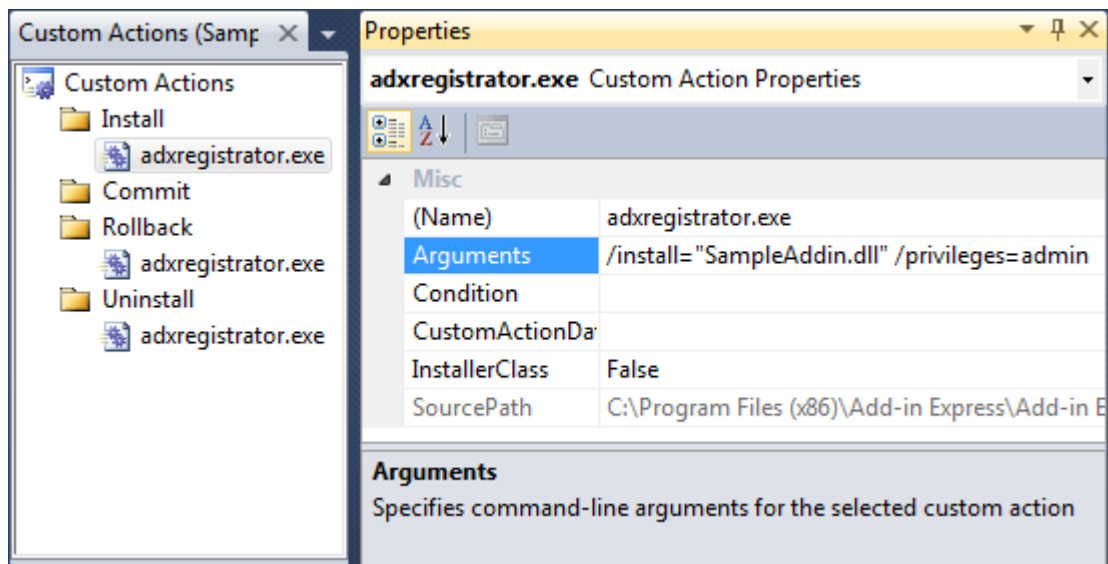 Custom Actions (Samp
Custom Actions
Install
adxregistrator.exe
Commit
Rollback
adxregistrator.exe
Uninstall
adxregistrator.exe
Properties
adxregistrator.exe Custom Action Properties
Misc
(Name) adxregistrator.exe
Arguments /install="SampleAddin.dll" /privileges=admin
Condition
CustomActionDat
InstallerClass False
SourcePath C:\Program Files (x86)\Add-in Express\Add-in E
Arguments
Specifies command-line arguments for the selected custom action